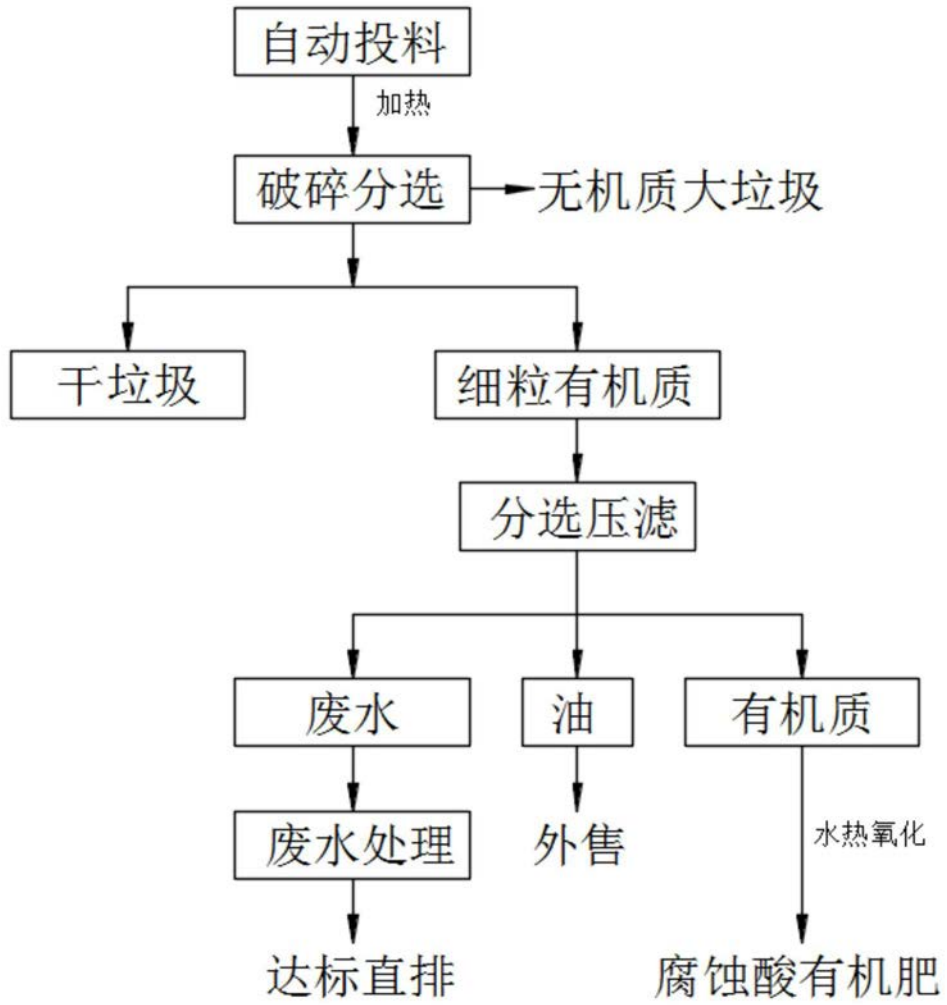 自动投料
加热
破碎分选
无机质大垃圾
干垃圾
细粒有机质
分选压滤
废水
油
有机质
废水处理
外售
水热氧化
达标直排
腐蚀酸有机肥